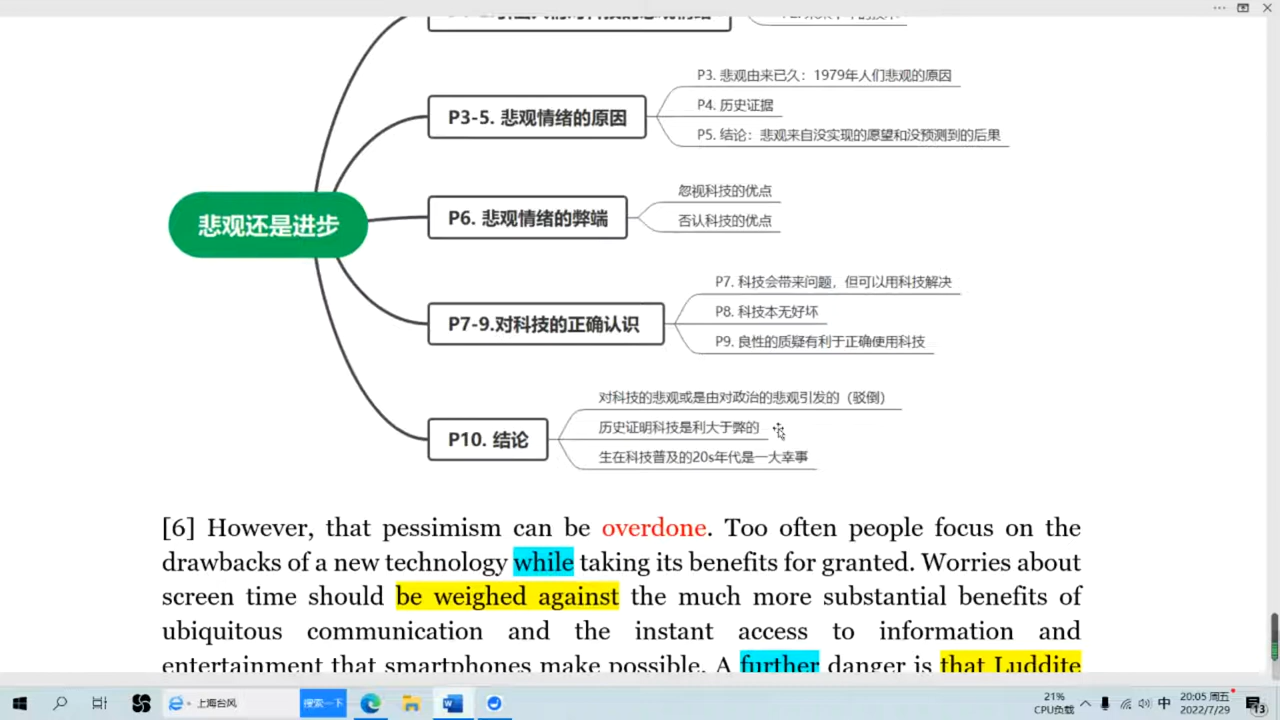 P3. 悲观由来已久：1979年人们悲观的原因
P3-5. 悲观情绪的原因
P4. 历史证据
P5. 结论：悲观来自没实现的愿望和没预测到的后果
悲观还是进步
P6. 悲观情绪的弊端
忽视科技的优点
否认科技的优点
P7-9.对科技的正确认识
P7. 科技会带来问题，但可以用科技解决
P8. 科技本无好坏
P9. 良性的质疑有利于正确使用科技
P10. 结论
对科技的悲观或是由对政治的悲观引发的（驳倒）
历史证明科技是利大于弊的
生在科技普及的20s年代是一大幸事
[6] However, that pessimism can be overdone. Too often people focus on the
drawbacks of a new technology while taking its benefits for granted. Worries about
screen time should be weighed against the much more substantial benefits of
ubiquitous communication and the instant access to information and
entertainment that smartphones make possible. A further danger is that Luddite
上海台风
搜索一下
21%
CPU负载
中
20:05 周五
2022/7/29
13